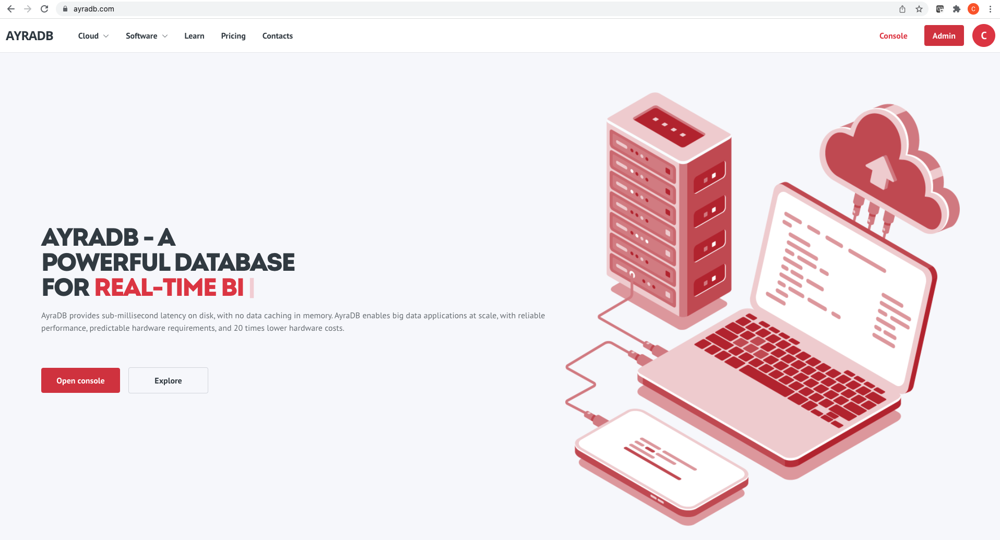 ayradb.com
C
AYRADB
Cloud
Software
Learn
Pricing
Contacts
Console
Admin
C
AYRADB - A
POWERFUL DATABASE
FOR REAL-TIME BI
AyraDB provides sub-millisecond latency on disk, with no data caching in memory. AyraDB enables big data applications at scale, with reliable
performance, predictable hardware requirements, and 20 times lower hardware costs.
Open console
Explore